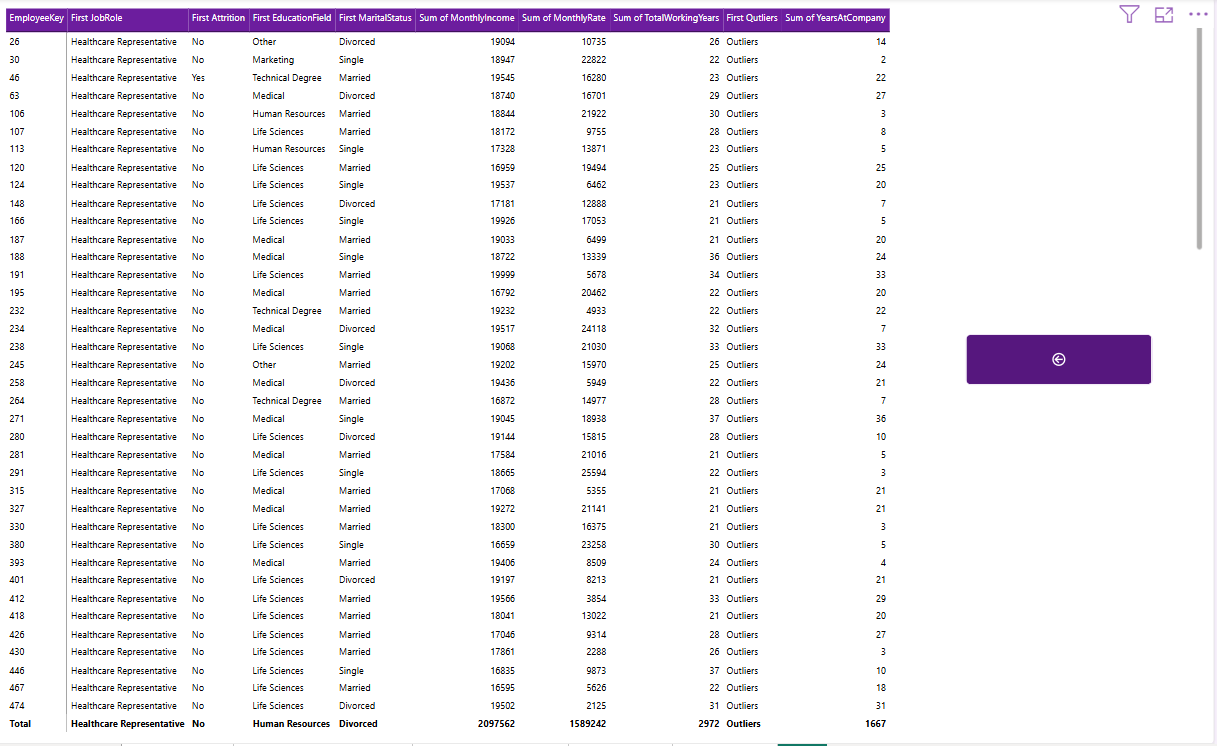 EmployeeKey First JobRole First Attrition First EducationField First MaritalStatus Sum of MonthlyIncome Sum of MonthlyRate Sum of TotalWorkingYears First Qutliers Sum of YearsAtCompany
26 Healthcare Representative No Other Divorced 19094 10735 26 Outliers 14
30 Healthcare Representative No Marketing Single 18947 22822 22 Outliers 2
46 Healthcare Representative Yes Technical Degree Married 19545 16280 23 Outliers 22
63 Healthcare Representative No Medical Divorced 18740 16701 29 Outliers 27
106 Healthcare Representative No Human Resources Married 18844 21922 30 Outliers 3
107 Healthcare Representative No Life Sciences Married 18172 9755 28 Outliers 8
113 Healthcare Representative No Human Resources Single 17328 13871 23 Outliers 5
120 Healthcare Representative No Life Sciences Married 16959 19494 25 Outliers 25
124 Healthcare Representative No Life Sciences Single 19537 6462 23 Outliers 20
148 Healthcare Representative No Life Sciences Divorced 17181 12888 21 Outliers 7
166 Healthcare Representative No Life Sciences Single 19926 17053 21 Outliers 5
187 Healthcare Representative No Medical Married 19033 6499 21 Outliers 20
188 Healthcare Representative No Medical Single 18722 13339 36 Outliers 24
191 Healthcare Representative No Life Sciences Married 19999 5678 34 Outliers 33
195 Healthcare Representative No Medical Married 16792 20462 22 Outliers 20
232 Healthcare Representative No Technical Degree Married 19232 4933 22 Outliers 22
234 Healthcare Representative No Medical Divorced 19517 24118 32 Outliers 7
238 Healthcare Representative No Life Sciences Single 19068 21030 33 Outliers 33
245 Healthcare Representative No Other Married 19202 15970 25 Outliers 24
258 Healthcare Representative No Medical Divorced 19436 5949 22 Outliers 21
264 Healthcare Representative No Technical Degree Married 16872 14977 28 Outliers 7
271 Healthcare Representative No Medical Single 19045 18938 37 Outliers 36
280 Healthcare Representative No Life Sciences Divorced 19144 15815 28 Outliers 10
281 Healthcare Representative No Medical Married 17584 21016 21 Outliers 5
291 Healthcare Representative No Life Sciences Single 18665 25594 22 Outliers 3
315 Healthcare Representative No Medical Married 17068 5355 21 Outliers 21
327 Healthcare Representative No Medical Married 19272 21141 21 Outliers 21
330 Healthcare Representative No Life Sciences Married 18300 16375 21 Outliers 3
380 Healthcare Representative No Life Sciences Single 16659 23258 30 Outliers 5
393 Healthcare Representative No Medical Married 19406 8509 24 Outliers 4
401 Healthcare Representative No Life Sciences Divorced 19197 8213 21 Outliers 21
412 Healthcare Representative No Life Sciences Married 19566 3854 33 Outliers 29
418 Healthcare Representative No Life Sciences Married 18041 13022 21 Outliers 20
426 Healthcare Representative No Life Sciences Married 17046 9314 28 Outliers 27
430 Healthcare Representative No Life Sciences Married 17861 2288 26 Outliers 3
446 Healthcare Representative No Life Sciences Single 16835 9873 37 Outliers 10
467 Healthcare Representative No Life Sciences Married 16595 5626 22 Outliers 18
474 Healthcare Representative No Life Sciences Divorced 19502 2125 31 Outliers 31
Total Healthcare Representative No Human Resources Divorced 2097562 1589242 2972 Outliers 1667